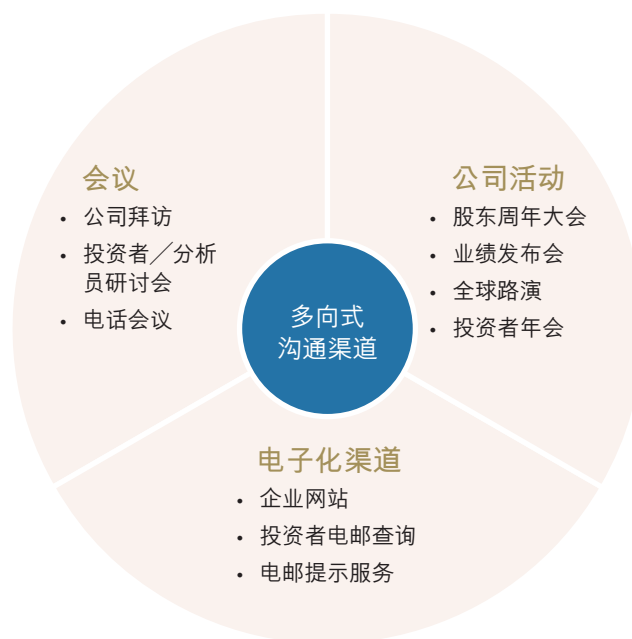 会议
• 公司拜访
• 投资者／分析
员研讨会
• 电话会议
公司活动
• 股东周年大会
• 业绩发布会
• 全球路演
• 投资者年会
多向式
沟通渠道
电子化渠道
• 企业网站
• 投资者电邮查询
• 电邮提示服务